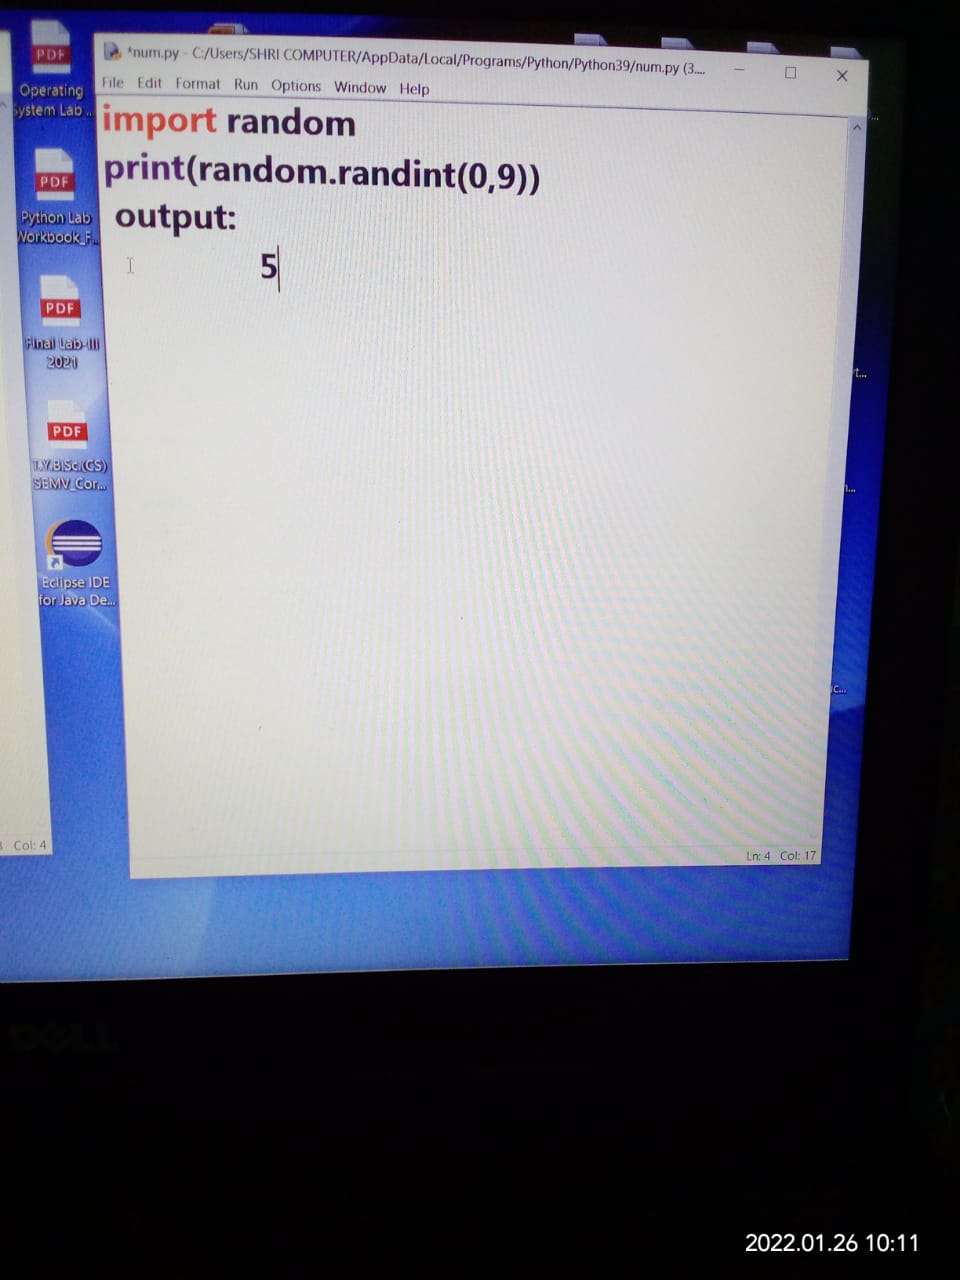 PDF
Operating
System Lab ...
PDF
Python Lab
Workbook_F...
PDF
Final Lab-III
2021
PDF
T.Y.B.Sc.(CS)
SEMV_Cor...
Eclipse IDE
for Java De...
*num.py - C:/Users/SHRI COMPUTER/AppData/Local/Programs/Python/Python39/num.py (3....
File Edit Format Run Options Window Help
import random
print(random.randint(0,9))
output:
5
Ln: 4 Col: 17
Col: 4
DELL
2022.01.26 10:11